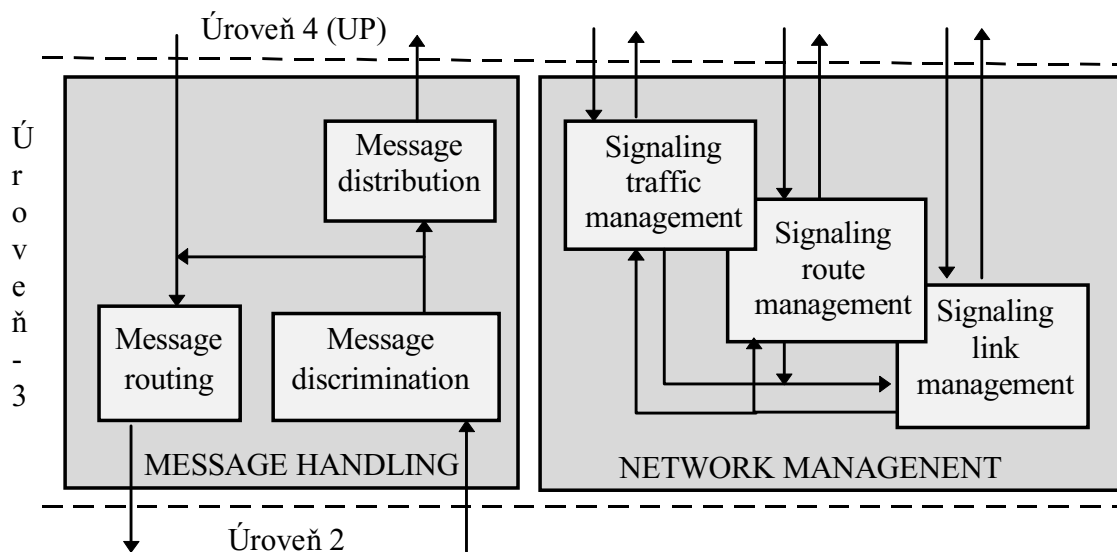 Úroveň 4 (UP)
Úroveň-3
Message
distribution
Message
routing
Message
discrimination
MESSAGE HANDLING
Signaling
traffic
management
Signaling
route
management
Signaling
link
management
NETWORK MANAGENENT
Úroveň 2